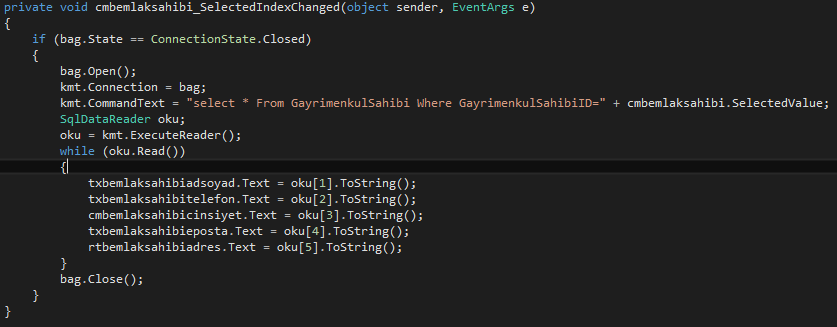 private void cmbemlaksahibi_SelectedIndexChanged(object sender, EventArgs e)
{
    if (bag.State == ConnectionState.Closed)
    {
        bag.Open();
        kmt.Connection = bag;
        kmt.CommandText = "select * From GayrimenkulSahibi Where GayrimenkulSahibiID=" + cmbemlaksahibi.SelectedValue;
        SqlDataReader oku;
        oku = kmt.ExecuteReader();
        while (oku.Read())
        {
            txbemlaksahibiadsoyad.Text = oku[1].ToString();
            txbemlaksahibitelefon.Text = oku[2].ToString();
            cmbemlaksahibicinsiyet.Text = oku[3].ToString();
            txbemlaksahibieposta.Text = oku[4].ToString();
            rtbemlaksahibiadres.Text = oku[5].ToString();
        }
        bag.Close();
    }
}